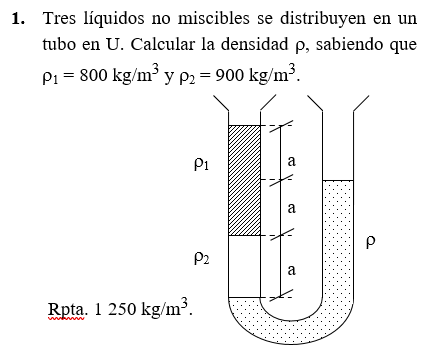 1. Tres líquidos no miscibles se distribuyen en un
tubo en U. Calcular la densidad ρ, sabiendo que
ρ₁ = 800 kg/m³ y ρ₂ = 900 kg/m³.
ρ₁
a
a
ρ
ρ₂
a
Rpta. 1 250 kg/m³.